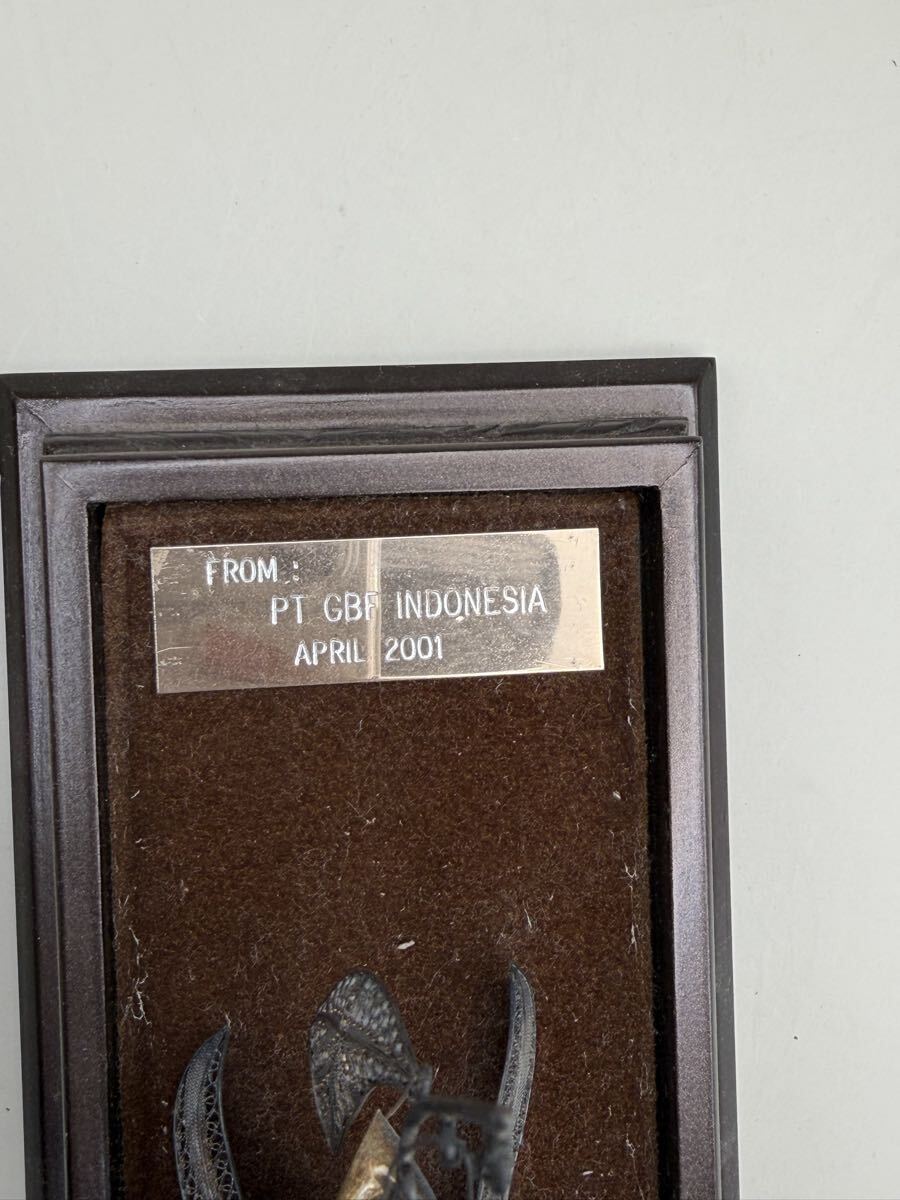 FROM :
PT GBF INDONESIA
APRIL 2001